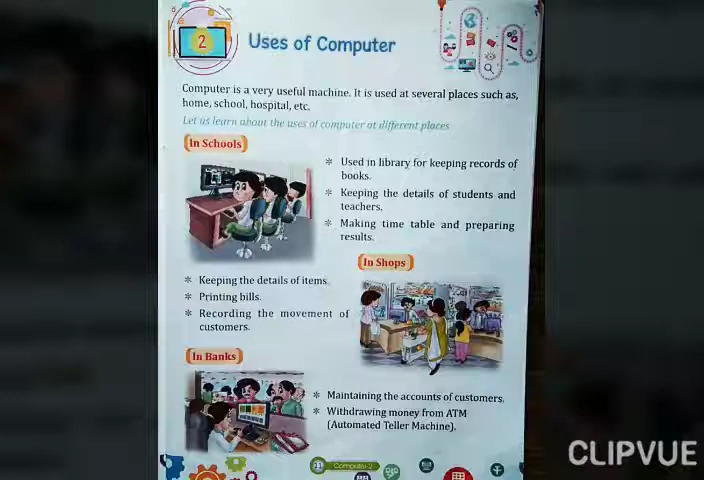 2
Uses of Computer
Computer is a very useful machine. It is used at several places such as,
home, school, hospital, etc.
Let us learn about the uses of computer at different places
In Schools
* Used in library for keeping records of
books.
* Keeping the details of students and
teachers.
* Making time table and preparing
results.
In Shops
* Keeping the details of items.
* Printing bills.
* Recording the movement of
customers.
In Banks
* Maintaining the accounts of customers.
* Withdrawing money from ATM
(Automated Teller Machine).
Computer-2
CLIPVUE